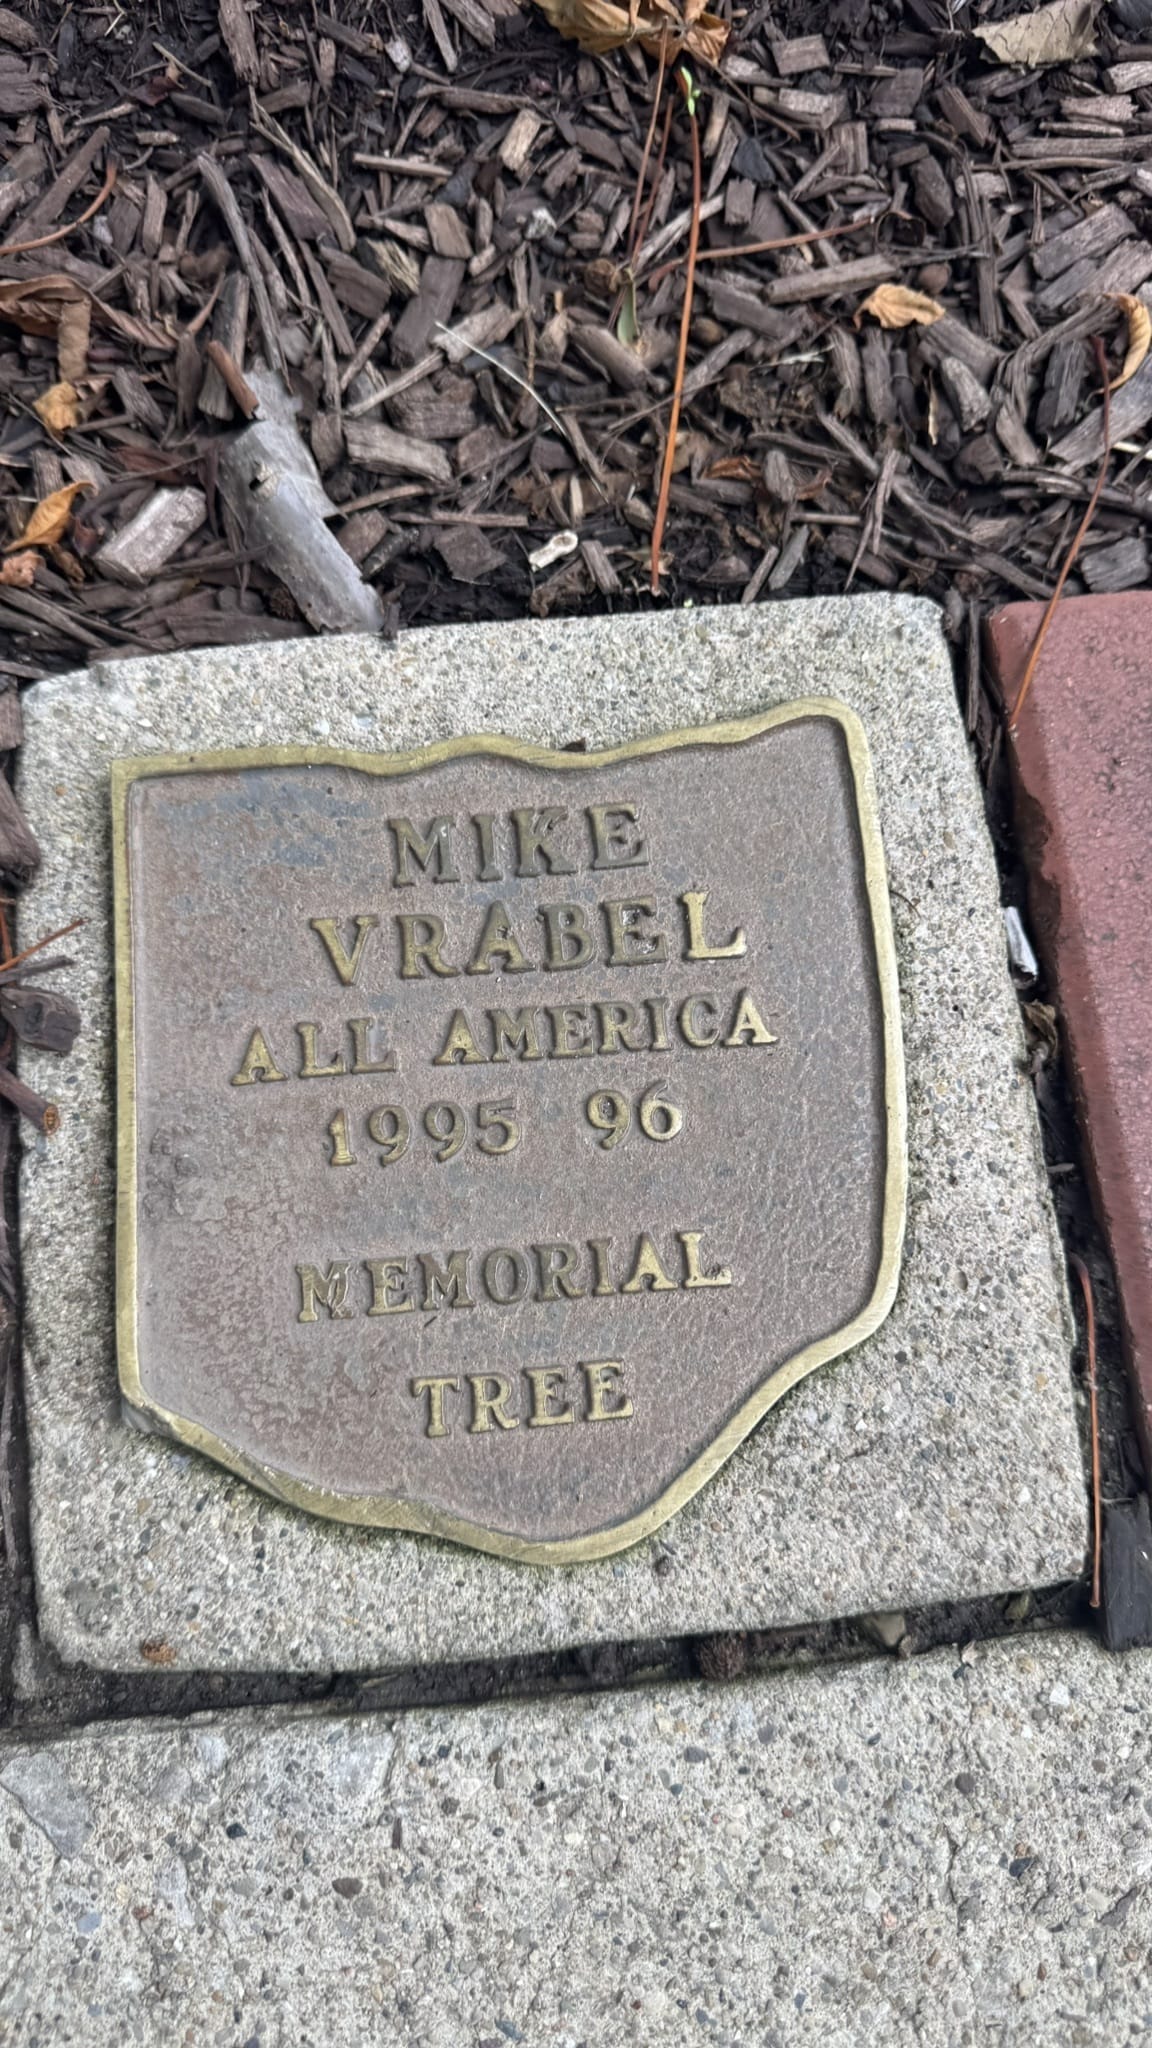 MIKE
VRABEL
ALL AMERICA
1995 96
MEMORIAL
TREE